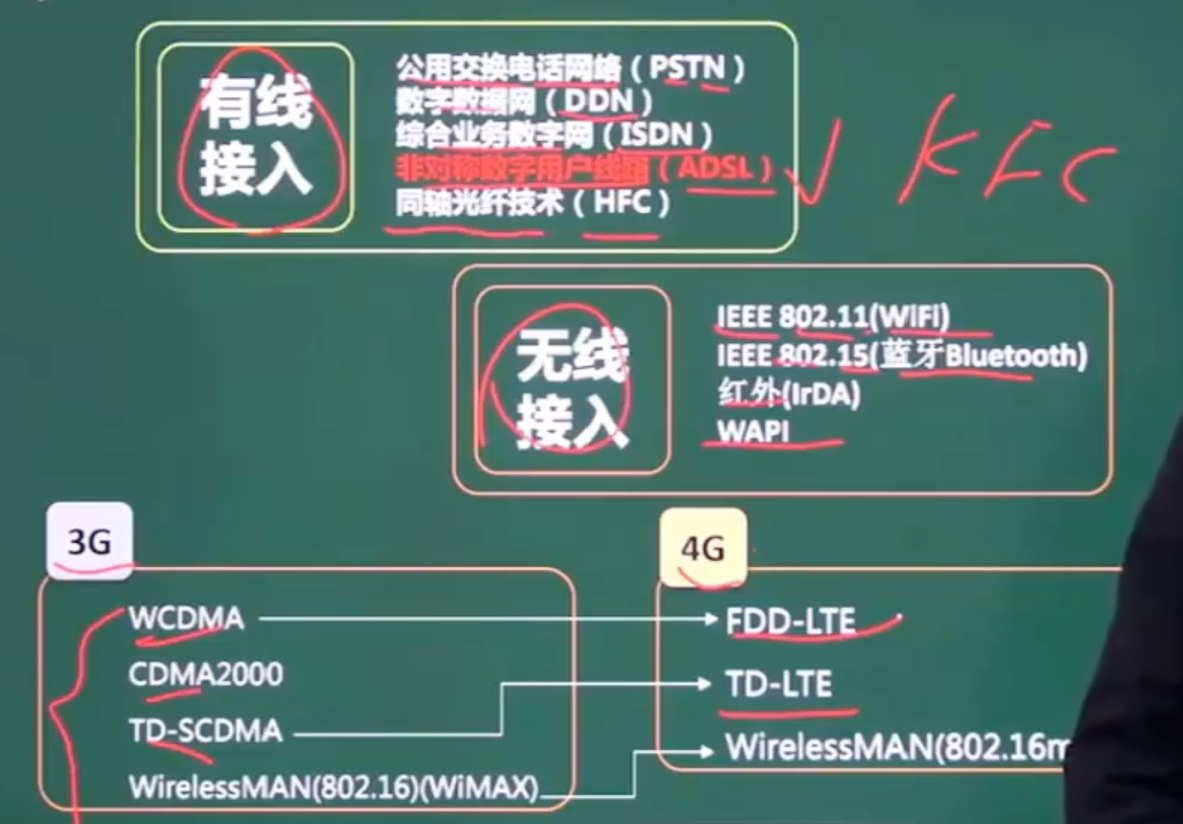 有线
接入
公用交换电话网络（PSTN）
数字数据网（DDN）
综合业务数字网（ISDN）
非对称数字用户线路（ADSL）
同轴光纤技术（HFC）
KFC
无线
接入
IEEE 802.11(WiFi)
IEEE 802.15(蓝牙Bluetooth)
红外(IrDA)
WAPI
3G
WCDMA
CDMA2000
TD-SCDMA
WirelessMAN(802.16)(WiMAX)
4G
FDD-LTE
TD-LTE
WirelessMAN(802.16m